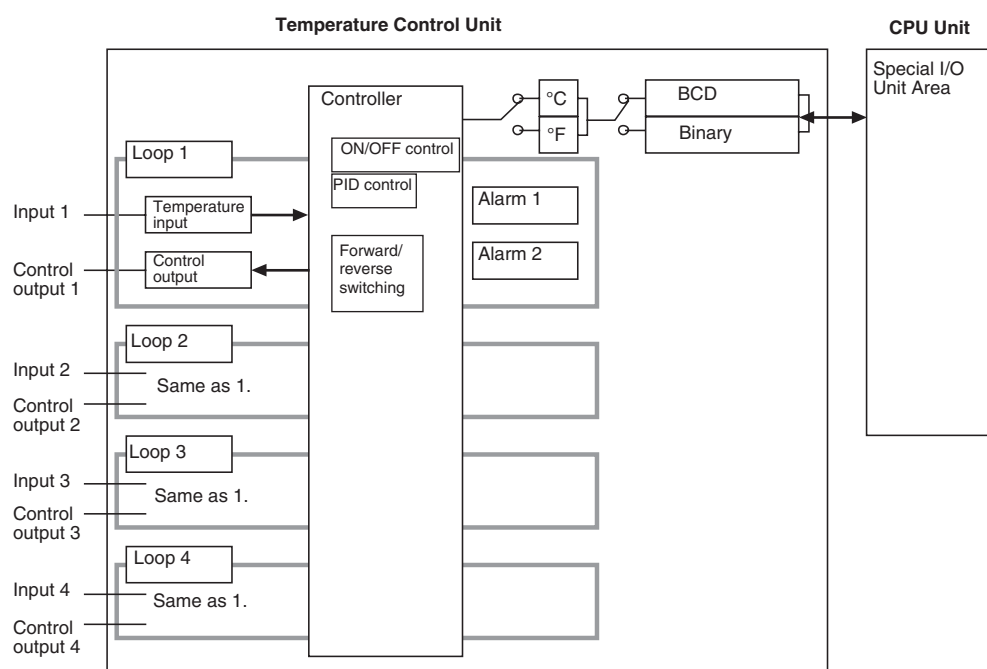 Temperature Control Unit
CPU Unit
Special I/O
Unit Area
Controller
°C
°F
BCD
Binary
ON/OFF control
PID control
Forward/
reverse
switching
Loop 1
Input 1
Temperature
input
Control
output 1
Control
output
Alarm 1
Alarm 2
Loop 2
Input 2
Same as 1.
Control
output 2
Loop 3
Input 3
Same as 1.
Control
output 3
Loop 4
Input 4
Same as 1.
Control
output 4